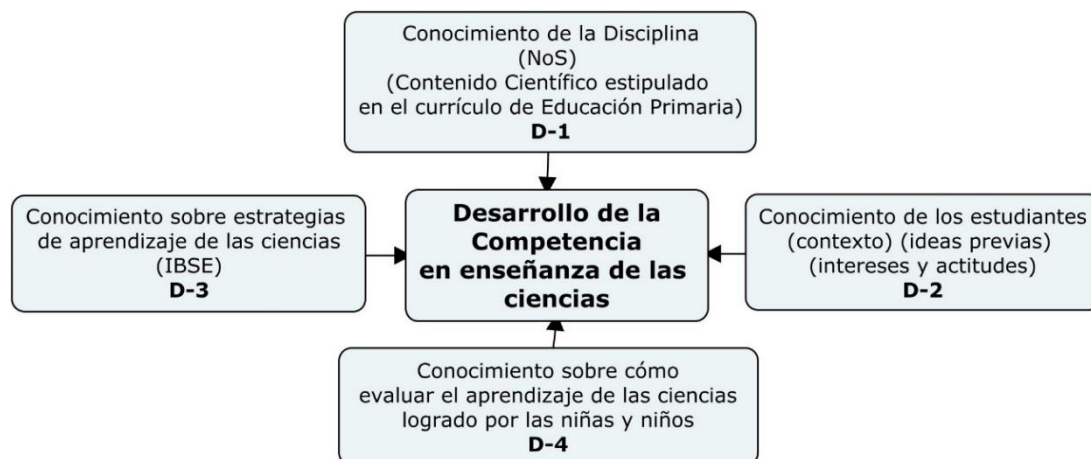 Conocimiento de la Disciplina
(NoS)
(Contenido Científico estipulado
en el currículo de Educación Primaria)
D-1
Conocimiento sobre estrategias
de aprendizaje de las ciencias
(IBSE)
D-3
Desarrollo de la
Competencia
en enseñanza de las
ciencias
Conocimiento de los estudiantes
(contexto) (ideas previas)
(intereses y actitudes)
D-2
Conocimiento sobre cómo
evaluar el aprendizaje de las ciencias
logrado por las niñas y niños
D-4